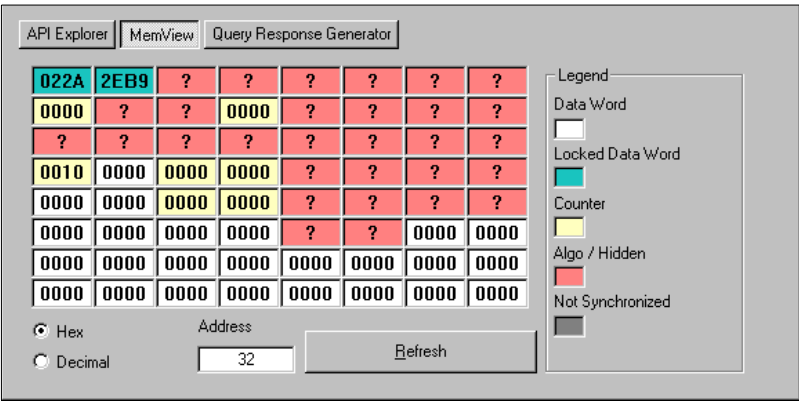 API Explorer MemView Query Response Generator
022A 2EB9 ? ? ? ? ? ?
0000 ? ? 0000 ? ? ? ?
? ? ? ? ? ? ? ?
0010 0000 0000 0000 ? ? ? ?
0000 0000 0000 0000 ? ? ? ?
0000 0000 0000 0000 ? ? 0000 0000
0000 0000 0000 0000 0000 0000 0000 0000
0000 0000 0000 0000 0000 0000 0000 0000
Hex
Decimal
Address
32
Refresh
Legend
Data Word
Locked Data Word
Counter
Algo / Hidden
Not Synchronized